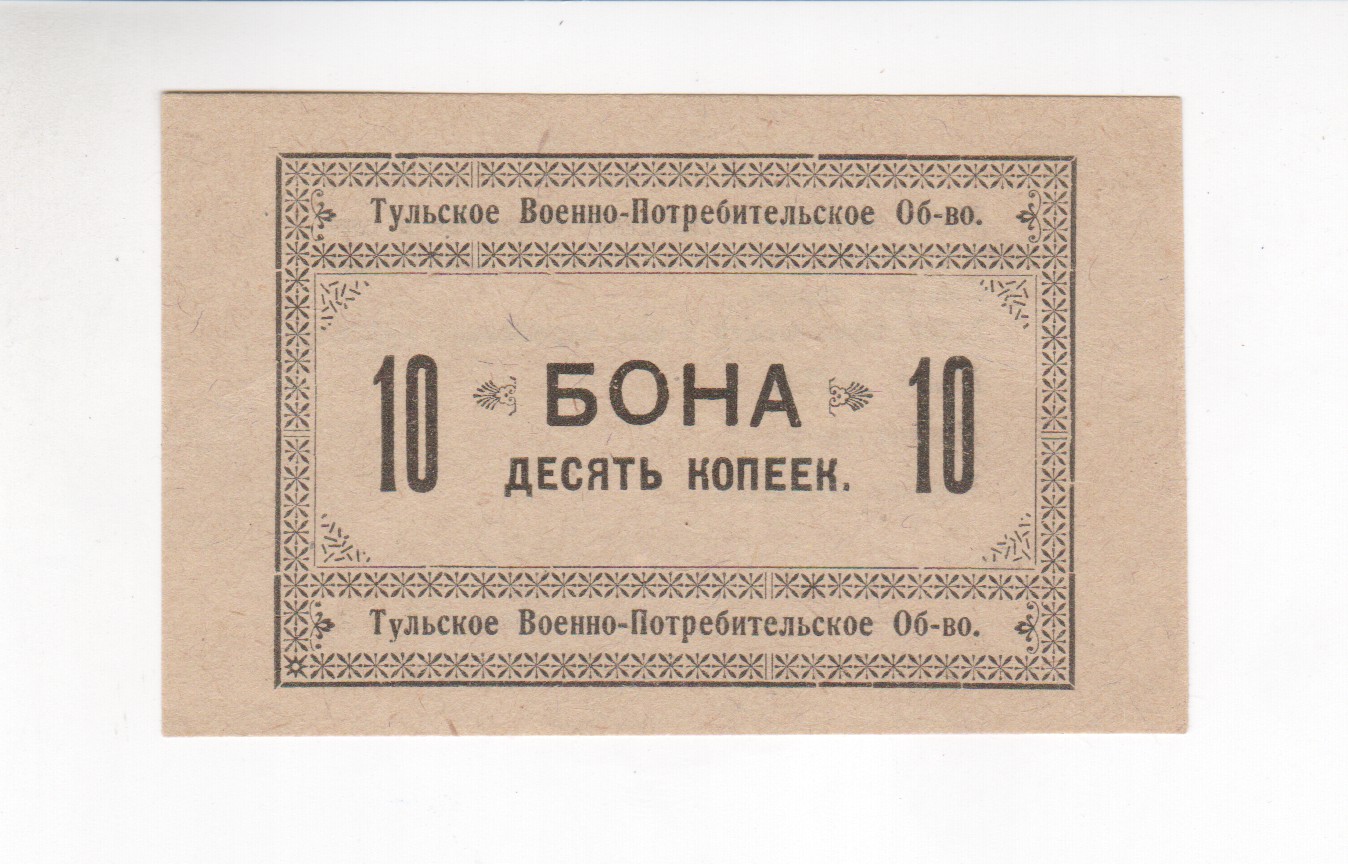 Тульское Военно-Потребительское Об-во.
10 БОНА 10
ДЕСЯТЬ КОПЕЕК.
Тульское Военно-Потребительское Об-во.